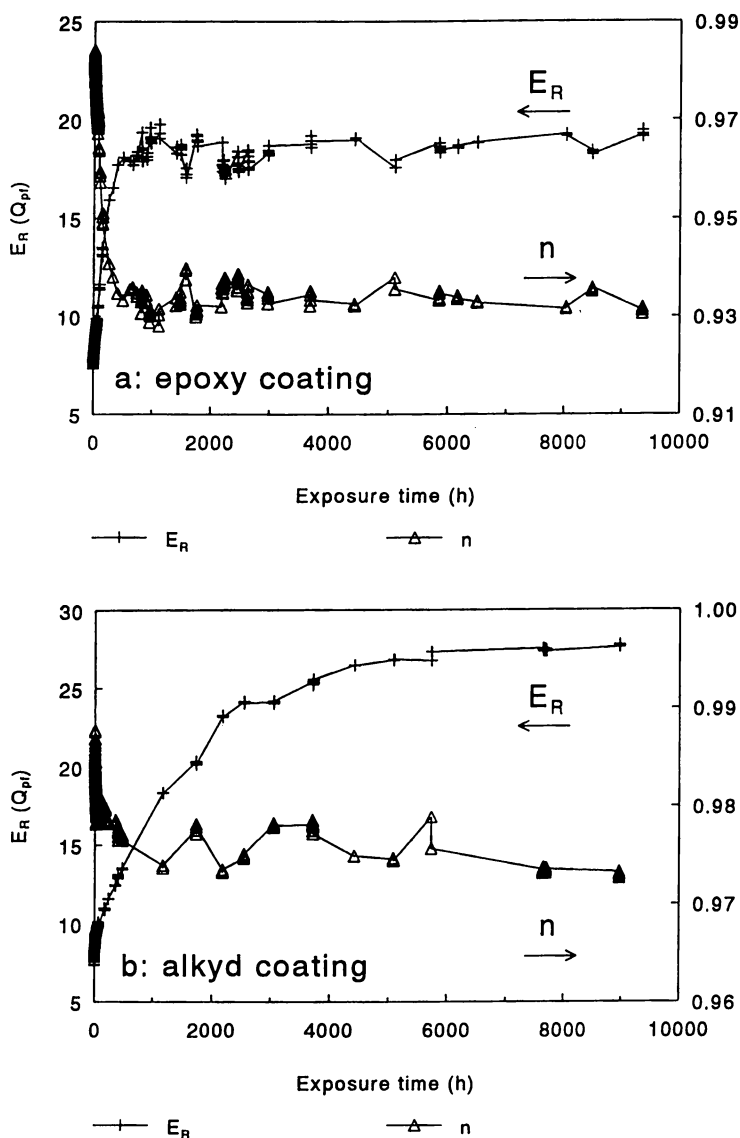 25
20
15
10
5
E_R (Q_pf)
0.99
0.97
0.95
0.93
0.91
E_R
n
a: epoxy coating
0 2000 4000 6000 8000 10000
Exposure time (h)
E_R n
30
25
20
15
10
5
E_R (Q_pf)
1.00
0.99
0.98
0.97
0.96
E_R
n
b: alkyd coating
0 2000 4000 6000 8000 10000
Exposure time (h)
E_R n